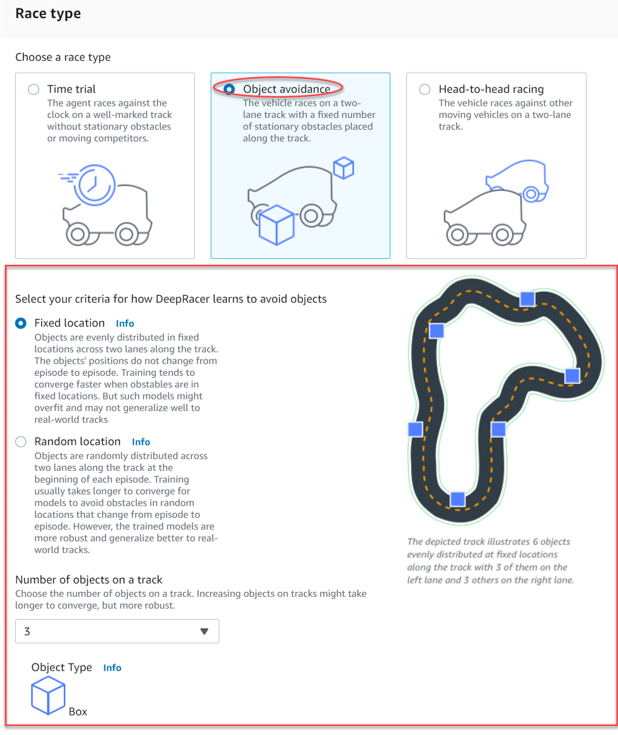 Race type
Choose a race type
Time trial
The agent races against the
clock on a well-marked track
without stationary obstacles
or moving competitors.
Object avoidance
The vehicle races on a two-
lane track with a fixed number
of stationary obstacles placed
along the track.
Head-to-head racing
The vehicle races against other
moving vehicles on a two-lane
track.
Select your criteria for how DeepRacer learns to avoid objects
Fixed location Info
Objects are evenly distributed in fixed
locations across two lanes along the track.
The objects' positions do not change from
episode to episode. Training tends to
converge faster when obstables are in
fixed locations. But such models might
overfit and may not generalize well to
real-world tracks
Random location Info
Objects are randomly distributed across
two lanes along the track at the
beginning of each episode. Training
usually takes longer to converge for
models to avoid obstacles in random
locations that change from episode to
episode. However, the trained models are
more robust and generalize better to real-
world tracks.
The depicted track illustrates 6 objects
evenly distributed at fixed locations
along the track with 3 of them on the
left lane and 3 others on the right lane.
Number of objects on a track
Choose the number of objects on a track. Increasing objects on tracks might take
longer to converge, but more robust.
3
Object Type Info
Box